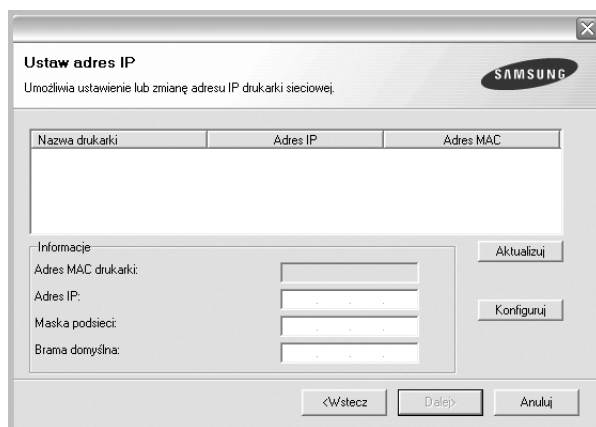 Ustaw adres IP
Umożliwia ustawienie lub zmianę adresu IP drukarki sieciowej.
SAMSUNG
Nazwa drukarki Adres IP Adres MAC
Informacje
Aktualizuj
Adres MAC drukarki:
Adres IP:
Konfiguruj
Maska podsieci:
Brama domyślna:
<Wstecz Dalej> Anuluj